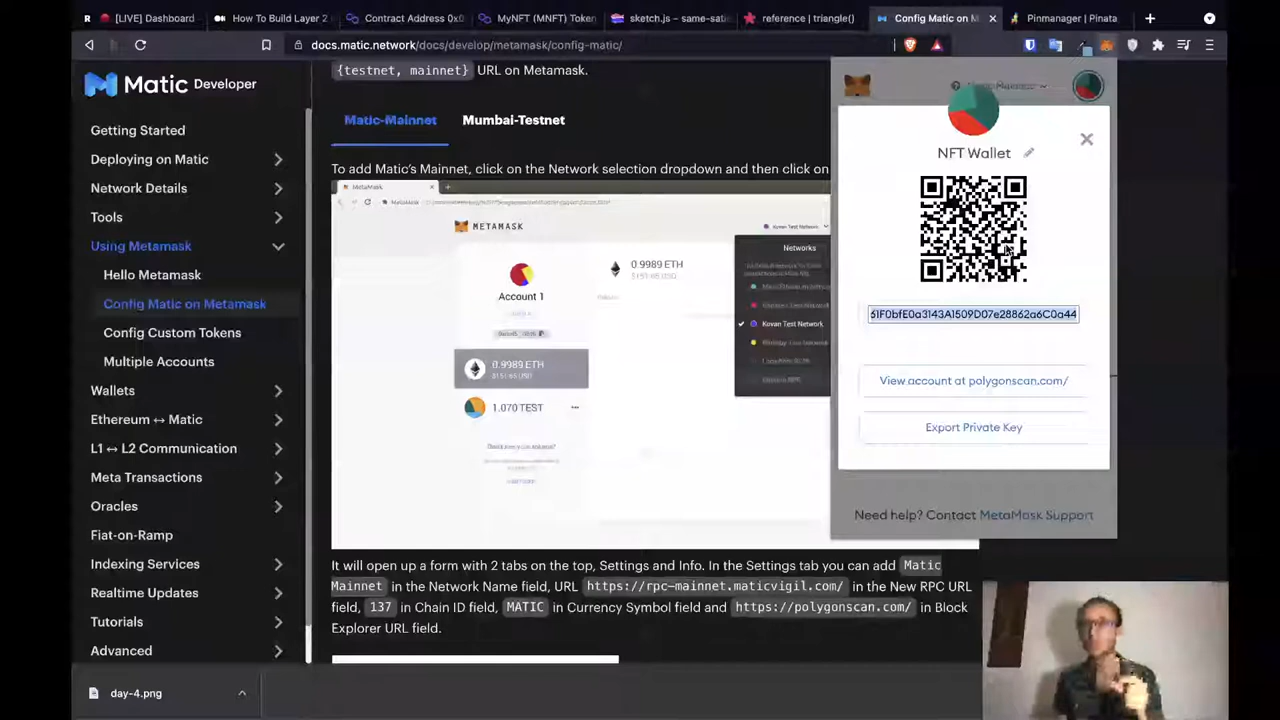 [LIVE] Dashboard
How To Build Layer 2
Contract Address 0x0
MyNFT (MNFT) Token
sketch.js – same-sati
reference | triangle()
Config Matic on M
Pinmanager | Pinata
docs.matic.network/docs/develop/metamask/config-matic/
Matic Developer
Getting Started
Deploying on Matic
Network Details
Tools
Using Metamask
Hello Metamask
Config Matic on Metamask
Config Custom Tokens
Multiple Accounts
Wallets
Ethereum ↔ Matic
L1 ↔ L2 Communication
Meta Transactions
Oracles
Fiat-on-Ramp
Indexing Services
Realtime Updates
Tutorials
Advanced
{testnet, mainnet} URL on Metamask.
Matic-Mainnet
Mumbai-Testnet
To add Matic's Mainnet, click on the Network selection dropdown and then click on
MetaMask
METAMASK
Kovan Test Network
Account 1
0.9989 ETH
0.9989 ETH
1.070 TEST
Networks
Kovan Test Network
NFT Wallet
61F0bfE0a3143A1509D07e28862a6C0a44
View account at polygonscan.com/
Export Private Key
Need help? Contact MetaMask Support
It will open up a form with 2 tabs on the top, Settings and Info. In the Settings tab you can add Matic
Mainnet in the Network Name field, URL https://rpc-mainnet.maticvigil.com/ in the New RPC URL
field, 137 in Chain ID field, MATIC in Currency Symbol field and https://polygonscan.com/ in Block
Explorer URL field.
day-4.png